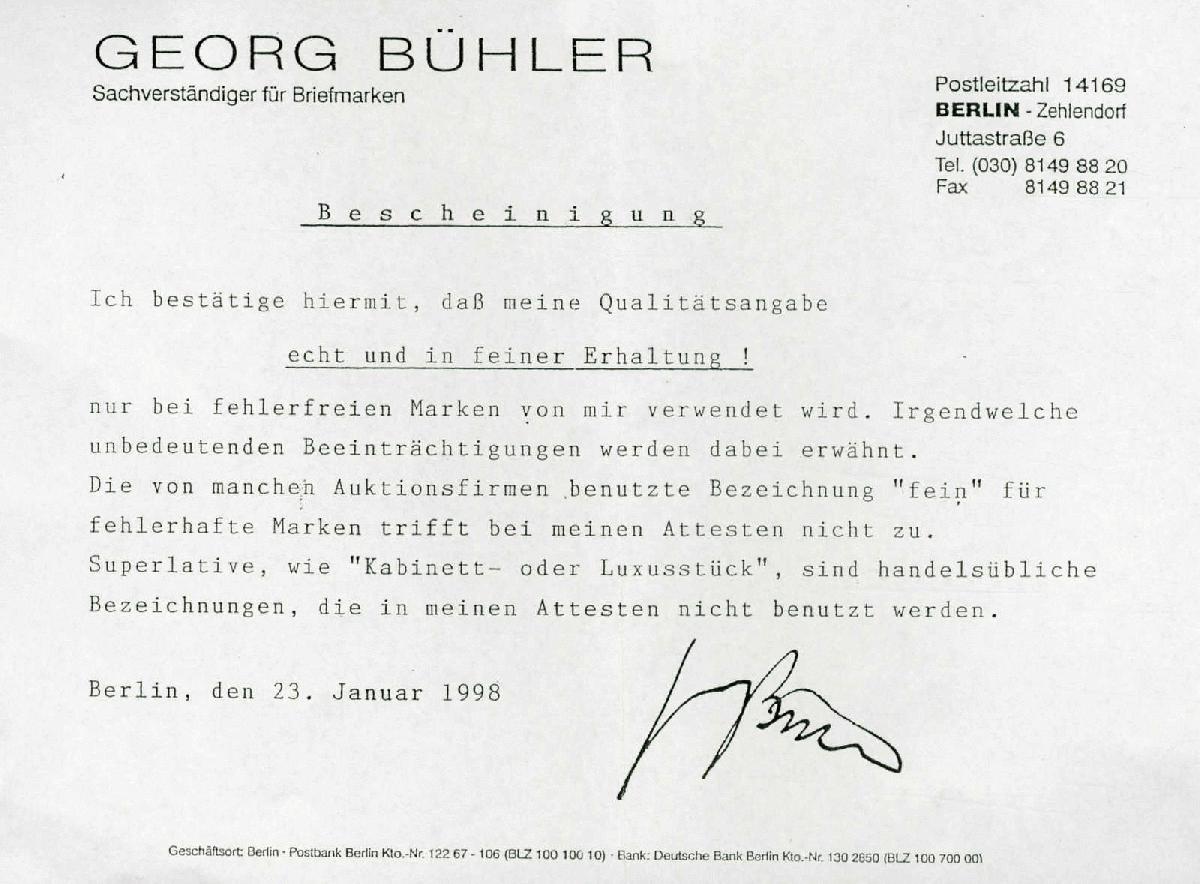 GEORG BÜHLER
Sachverständiger für Briefmarken
Postleitzahl 14169
BERLIN - Zehlendorf
Juttastraße 6
Tel. (030) 8149 88 20
Fax 8149 88 21
Bescheinigung
Ich bestätige hiermit, daß meine Qualitätsangabe
echt und in feiner Erhaltung !
nur bei fehlerfreien Marken von mir verwendet wird. Irgendwelche
unbedeutenden Beeinträchtigungen werden dabei erwähnt.
Die von manchen Auktionsfirmen benutzte Bezeichnung "fein" für
fehlerhafte Marken trifft bei meinen Attesten nicht zu.
Superlative, wie "Kabinett- oder Luxusstück", sind handelsübliche
Bezeichnungen, die in meinen Attesten nicht benutzt werden.
Berlin, den 23. Januar 1998
Geschäftsort: Berlin · Postbank Berlin Kto.-Nr. 122 67 - 106 (BLZ 100 100 10) · Bank: Deutsche Bank Berlin Kto.-Nr. 130 2650 (BLZ 100 700 00)